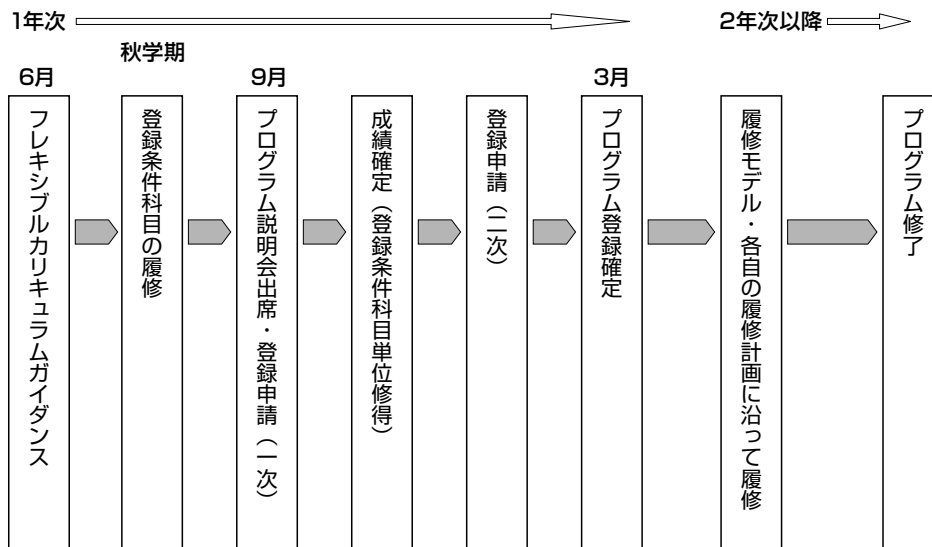 1年次
2年次以降
秋学期
6月
9月
3月
フレキシブルカリキュラムガイダンス
登録条件科目の履修
プログラム説明会出席・登録申請（一次）
成績確定（登録条件科目単位修得）
登録申請（二次）
プログラム登録確定
履修モデル・各自の履修計画に沿って履修
プログラム修了